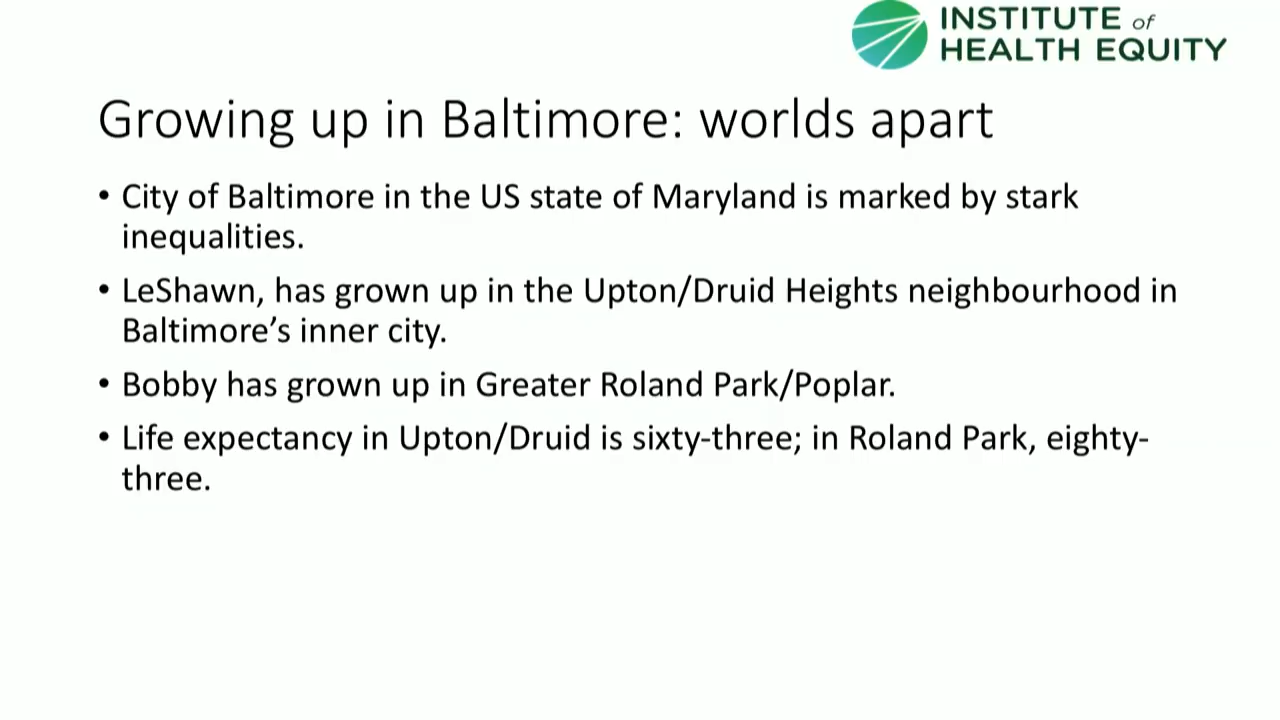 INSTITUTE of
HEALTH EQUITY
Growing up in Baltimore: worlds apart
• City of Baltimore in the US state of Maryland is marked by stark
inequalities.
• LeShawn, has grown up in the Upton/Druid Heights neighbourhood in
Baltimore’s inner city.
• Bobby has grown up in Greater Roland Park/Poplar.
• Life expectancy in Upton/Druid is sixty-three; in Roland Park, eighty-
three.